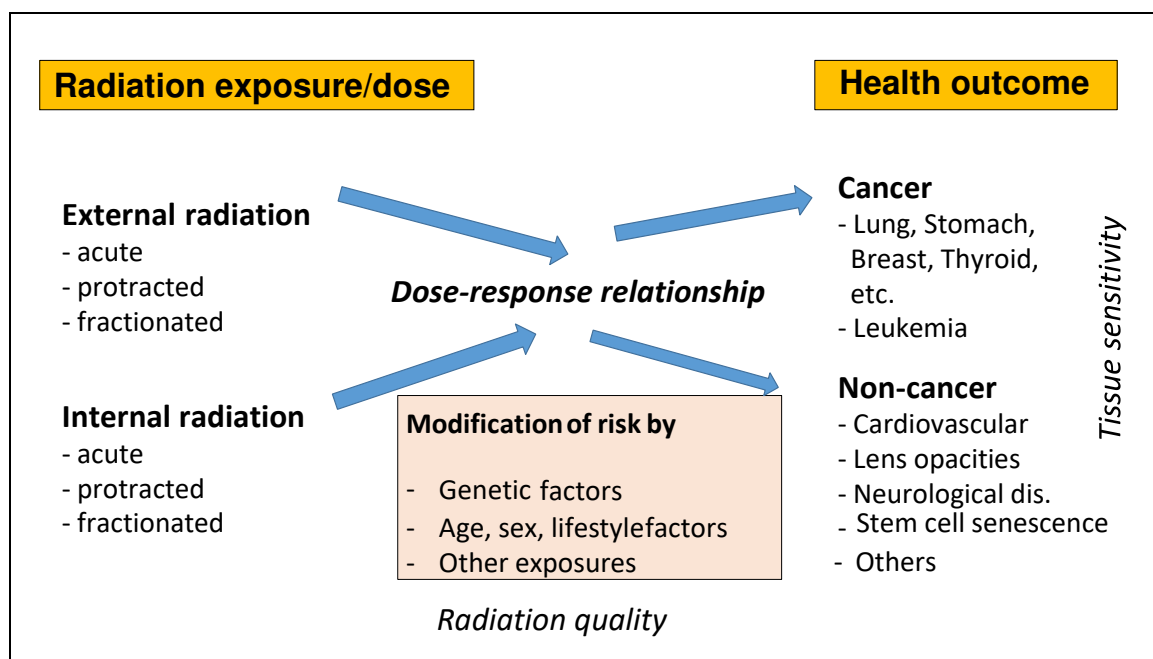 Radiation exposure/dose
Health outcome
External radiation
- acute
- protracted
- fractionated
Internal radiation
- acute
- protracted
- fractionated
Dose-response relationship
Modification of risk by
- Genetic factors
- Age, sex, lifestylefactors
- Other exposures
Radiation quality
Cancer
- Lung, Stomach,
Breast, Thyroid,
etc.
- Leukemia
Non-cancer
- Cardiovascular
- Lens opacities
- Neurological dis.
- Stem cell senescence
- Others
Tissue sensitivity